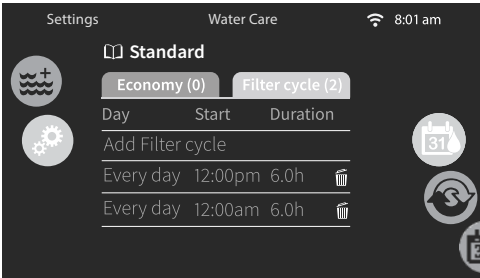 Settings Water Care 8:01 am
Standard
Economy (0) Filter cycle (2)
Day Start Duration
Add Filter cycle
Every day 12:00pm 6.0h
Every day 12:00am 6.0h
31